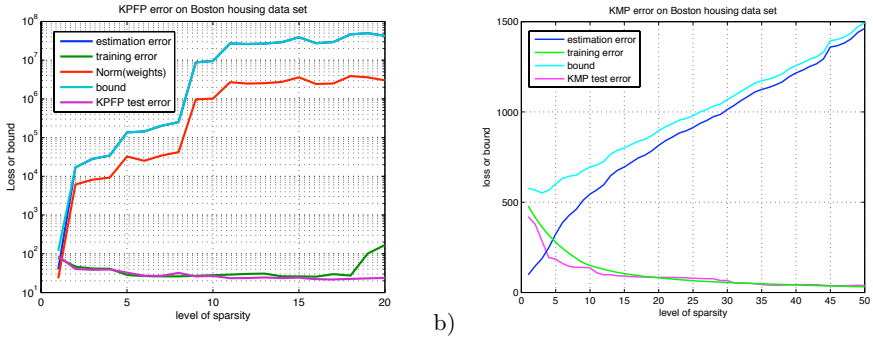 KPFP error on Boston housing data set
10^8
10^7
10^6
10^5
10^4
10^3
10^2
10^1
Loss or bound
estimation error
training error
Norm(weights)
bound
KPFP test error
0 5 10 15 20
level of sparsity
b)
KMP error on Boston housing data set
1500
1000
500
0
loss or bound
estimation error
training error
bound
KMP test error
1 5 10 15 20 25 30 35 40 45 50
level of sparsity